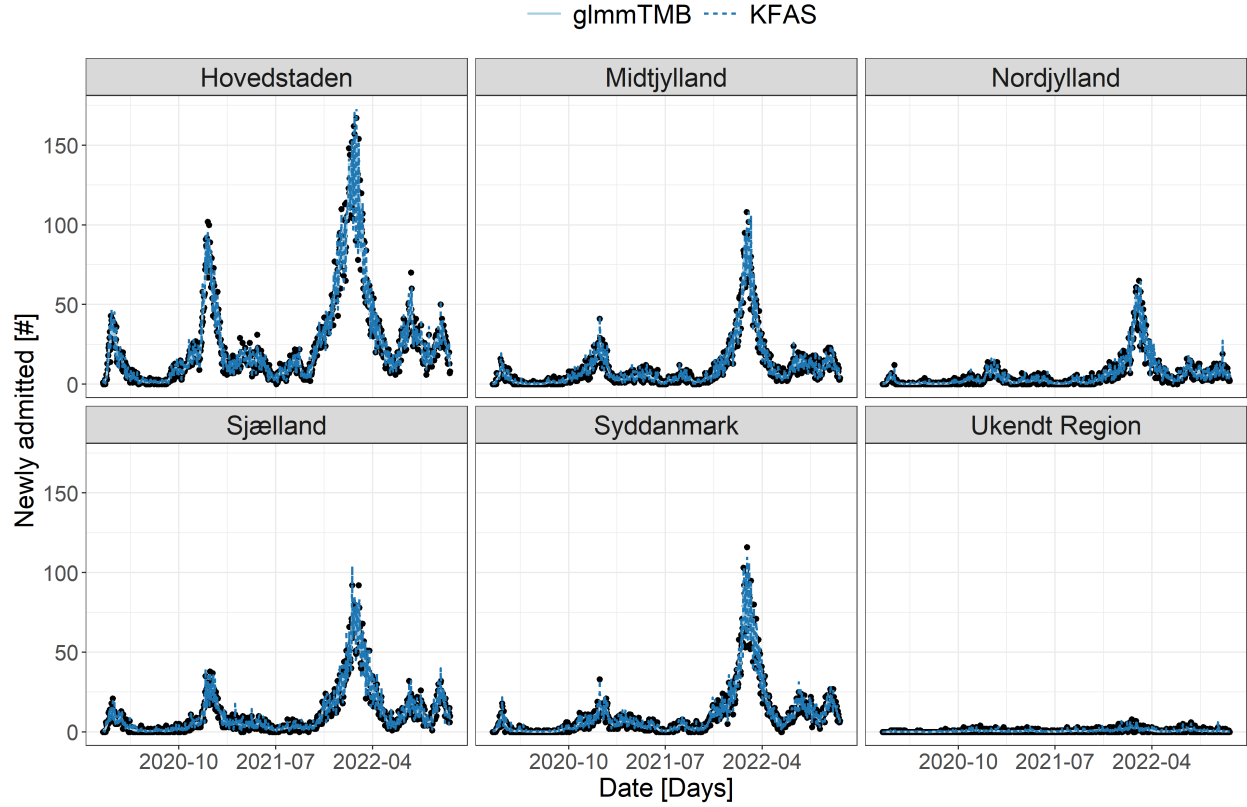 glmmTMB KFAS
Hovedstaden Midtjylland Nordjylland
150
100
50
0
Sjælland Syddanmark Ukendt Region
150
100
50
0
2020-10 2021-07 2022-04 2020-10 2021-07 2022-04 2020-10 2021-07 2022-04
Newly admitted [#]
Date [Days]